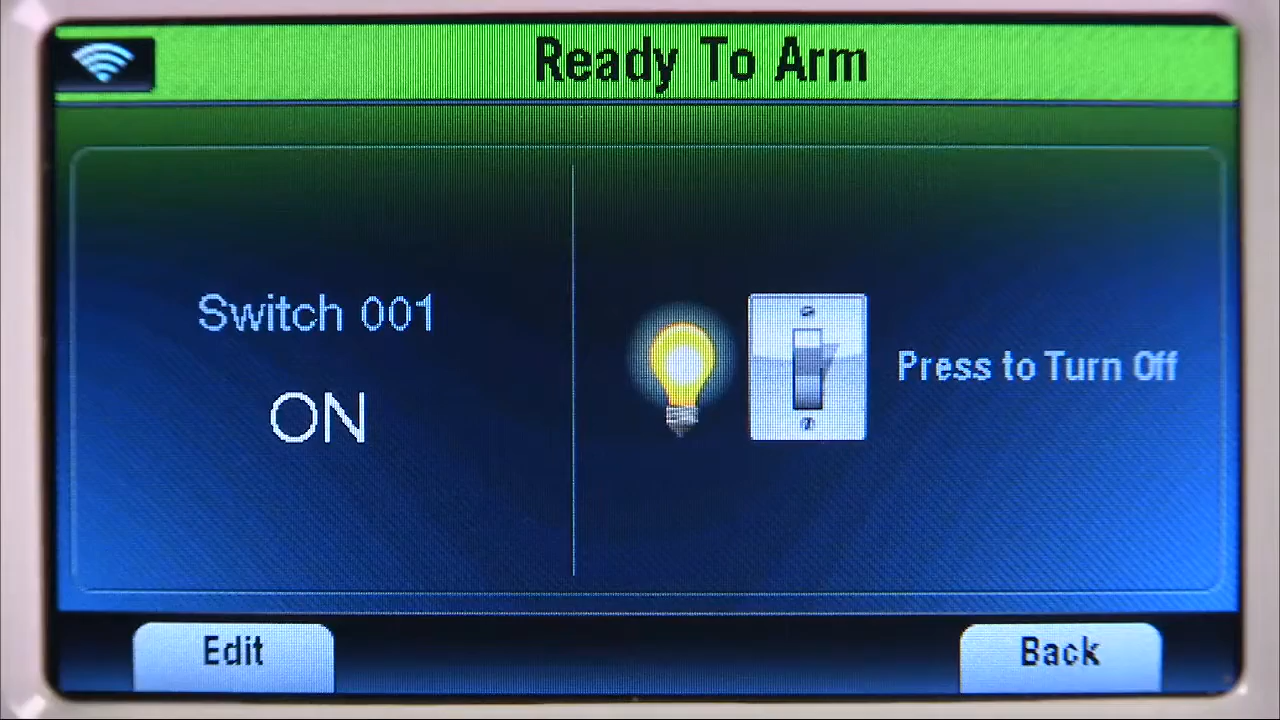 Ready To Arm
Switch 001
ON
Press to Turn Off
Edit
Back